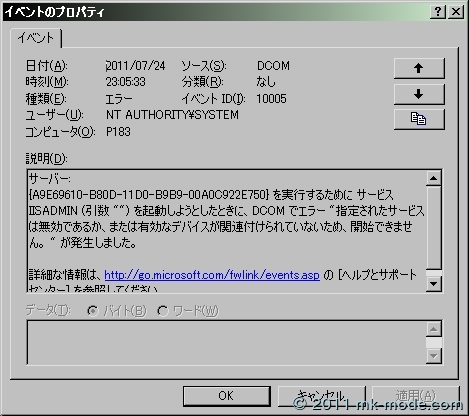 イベントのプロパティ
イベント
日付(A): 2011/07/24 ソース(S): DCOM
時刻(M): 23:05:33 分類(R): なし
種類(E): エラー イベント ID(I): 10005
ユーザー(U): NT AUTHORITY¥SYSTEM
コンピュータ(O): P183
説明(D):
サーバー:
{A9E69610-B80D-11D0-B9B9-00A0C922E750} を実行するために サービス
IISADMIN (引数 "") を起動しようとしたときに、DCOM でエラー "指定されたサービス
は無効であるか、または有効なデバイスが関連付けられていないため、開始できませ
ん。" が発生しました。
詳細な情報は、http://go.microsoft.com/fwlink/events.asp の [ヘルプとサポート
センター] を参照してください
データ(T): バイト(B) ワード(W)
OK キャンセル 適用(A)
© 2011 mk-mode.com